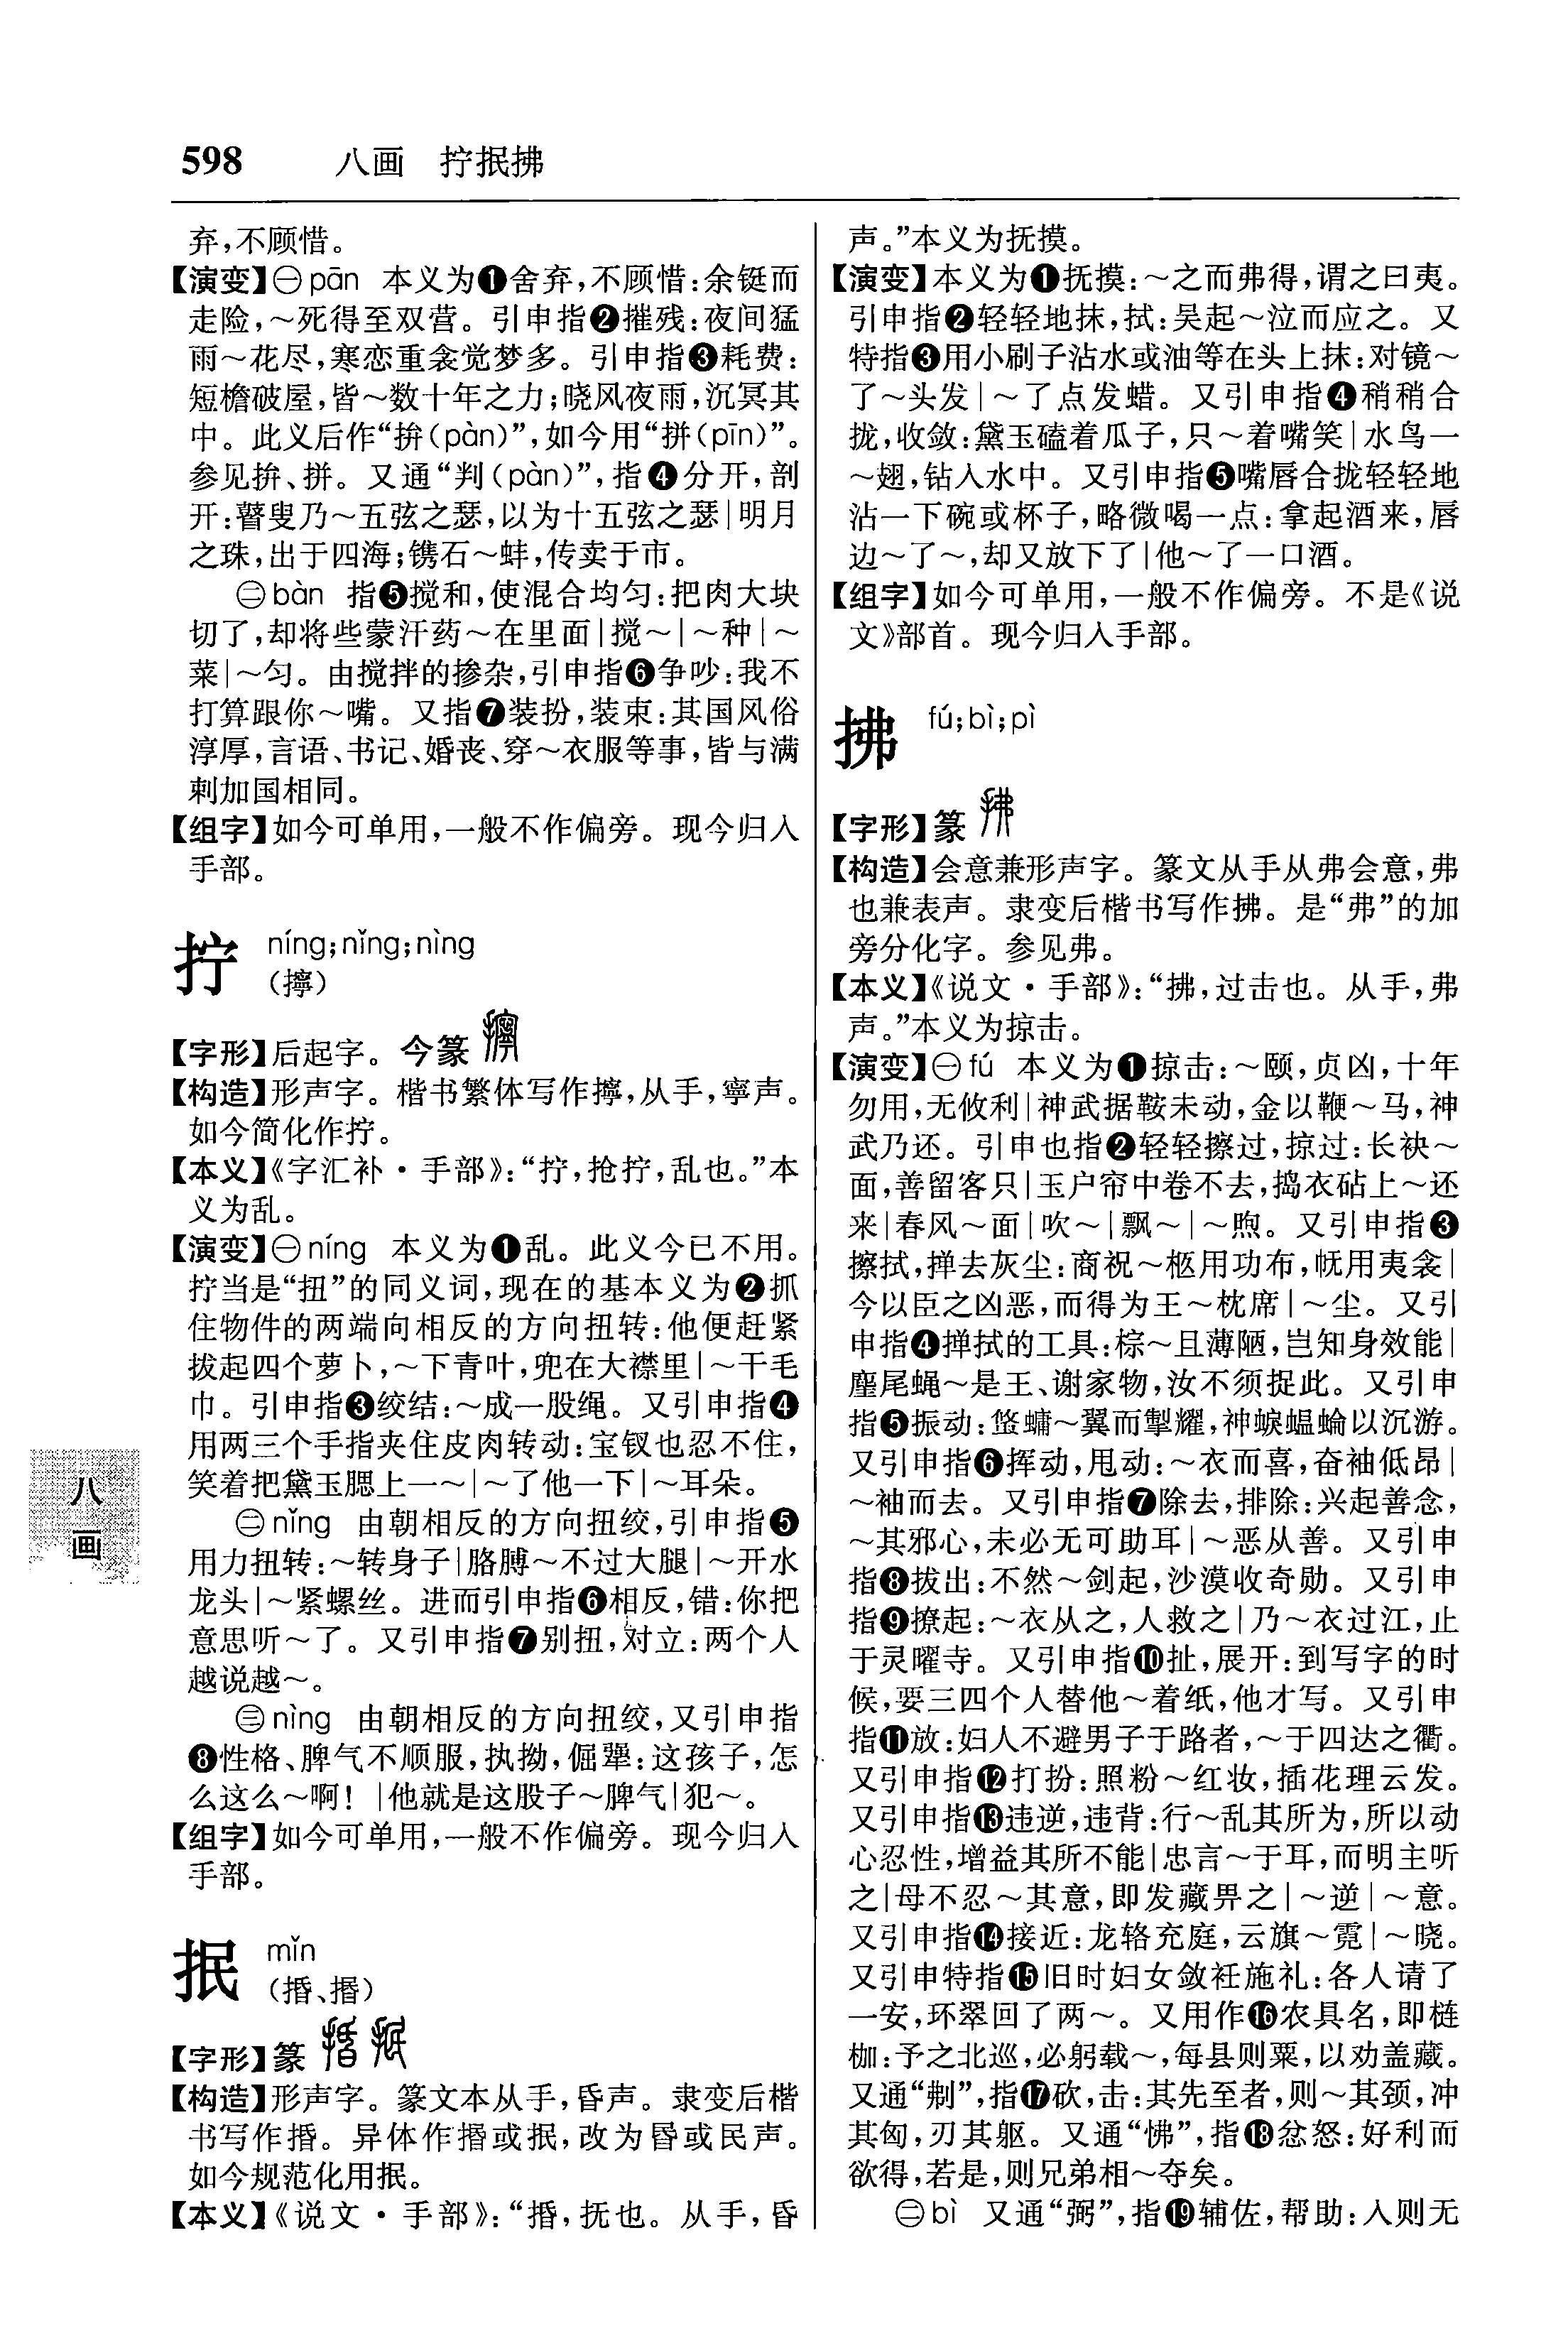 598 八画 拧抿拂
弃,不顾惜。
【演变】㊀pān 本义为❶舍弃,不顾惜:余铤而
走险,~死得至双营。引申指❷摧残:夜间猛
雨~花尽,寒恋重衾觉梦多。引申指❸耗费:
短檐破屋,皆~数十年之力;晓风夜雨,沉冥其
中。此义后作“拚(pàn)”,如今用“拼(pīn)”。
参见拚、拼。又通“判(pàn)”,指❹分开,剖
开:瞽叟乃~五弦之瑟,以为十五弦之瑟|明月
之珠,出于四海;镌石~蚌,传卖于市。
㊁bàn 指❺搅和,使混合均匀:把肉大块
切了,却将些蒙汗药~在里面|搅~|~种|~
菜|~匀。由搅拌的掺杂,引申指❻争吵:我不
打算跟你~嘴。又指❼装扮,装束:其国风俗
淳厚,言语、书记、婚丧、穿~衣服等事,皆与满
剌加国相同。
【组字】如今可单用,一般不作偏旁。现今归入
手部。
拧 níng;nǐng;nìng
(擰)
【字形】后起字。今篆
【构造】形声字。楷书繁体写作擰,从手,寧声。
如今简化作拧。
【本义】《字汇补·手部》:“拧,抢拧,乱也。”本
义为乱。
【演变】㊀níng 本义为❶乱。此义今已不用。
拧当是“扭”的同义词,现在的基本义为❷抓
住物件的两端向相反的方向扭转:他便赶紧
拔起四个萝卜,~下青叶,兜在大襟里|~干毛
巾。引申指❸绞结:~成一股绳。又引申指❹
用两三个手指夹住皮肉转动:宝钗也忍不住,
笑着把黛玉腮上一~|~了他一下|~耳朵。
㊁nǐng 由朝相反的方向扭绞,引申指❺
用力扭转:~转身子|胳膊~不过大腿|~开水
龙头|~紧螺丝。进而引申指❻相反,错:你把
意思听~了。又引申指❼别扭,对立:两个人
越说越~。
㊂nìng 由朝相反的方向扭绞,又引申指
❽性格、脾气不顺服,执拗,倔犟:这孩子,怎
么这么~啊!|他就是这股子~脾气|犯~。
【组字】如今可单用,一般不作偏旁。现今归入
手部。
抿 mǐn
(捪、㨉)
【字形】篆
【构造】形声字。篆文本从手,昏声。隶变后楷
书写作捪。异体作㨉或抿,改为昬或民声。
如今规范化用抿。
【本义】《说文·手部》:“捪,抚也。从手,昏
声。”本义为抚摸。
【演变】本义为❶抚摸:~之而弗得,谓之曰夷。
引申指❷轻轻地抹,拭:吴起~泣而应之。又
特指❸用小刷子沾水或油等在头上抹:对镜~
了~头发|~了点发蜡。又引申指❹稍稍合
拢,收敛:黛玉磕着瓜子,只~着嘴笑|水鸟一
~翅,钻入水中。又引申指❺嘴唇合拢轻轻地
沾一下碗或杯子,略微喝一点:拿起酒来,唇
边~了~,却又放下了|他~了一口酒。
【组字】如今可单用,一般不作偏旁。不是《说
文》部首。现今归入手部。
拂 fú;bì;pì
【字形】篆
【构造】会意兼形声字。篆文从手从弗会意,弗
也兼表声。隶变后楷书写作拂。是“弗”的加
旁分化字。参见弗。
【本义】《说文·手部》:“拂,过击也。从手,弗
声。”本义为掠击。
【演变】㊀fú 本义为❶掠击:~颐,贞凶,十年
勿用,无攸利|神武据鞍未动,金以鞭~马,神
武乃还。引申也指❷轻轻擦过,掠过:长袂~
面,善留客只|玉户帘中卷不去,捣衣砧上~还
来|春风~面|吹~|飘~|~煦。又引申指❸
擦拭,掸去灰尘:商祝~柩用功布,幠用夷衾|
今以臣之凶恶,而得为王~枕席|~尘。又引
申指❹掸拭的工具:棕~且薄陋,岂知身效能|
麈尾蝇~是王、谢家物,汝不须捉此。又引申
指❺振动:悠鳙~翼而掣耀,神蜧蝹蜦以沉游。
又引申指❻挥动,甩动:~衣而喜,奋袖低昂|
~袖而去。又引申指❼除去,排除:兴起善念,
~其邪心,未必无可助耳|~恶从善。又引申
指❽拔出:不然~剑起,沙漠收奇勋。又引申
指❾撩起:~衣从之,人救之|乃~衣过江,止
于灵曜寺。又引申指❿扯,展开:到写字的时
候,要三四个人替他~着纸,他才写。又引申
指⓫放:妇人不避男子于路者,~于四达之衢。
又引申指⓬打扮:照粉~红妆,插花理云发。
又引申指⓭违逆,违背:行~乱其所为,所以动
心忍性,增益其所不能|忠言~于耳,而明主听
之|母不忍~其意,即发藏畀之|~逆|~意。
又引申指⓮接近:龙辂充庭,云旗~霓|~晓。
又引申特指⓯旧时妇女敛衽施礼:各人请了
一安,环翠回了两~。又用作⓰农具名,即梿
枷:予之北巡,必躬载~,每县则粟,以劝盖藏。
又通“刜”,指⓱砍,击:其先至者,则~其颈,冲
其匈,刃其躯。又通“怫”,指⓲忿怒:好利而
欲得,若是,则兄弟相~夺矣。
㊁bì 又通“弼”,指⓳辅佐,帮助:入则无
八
画